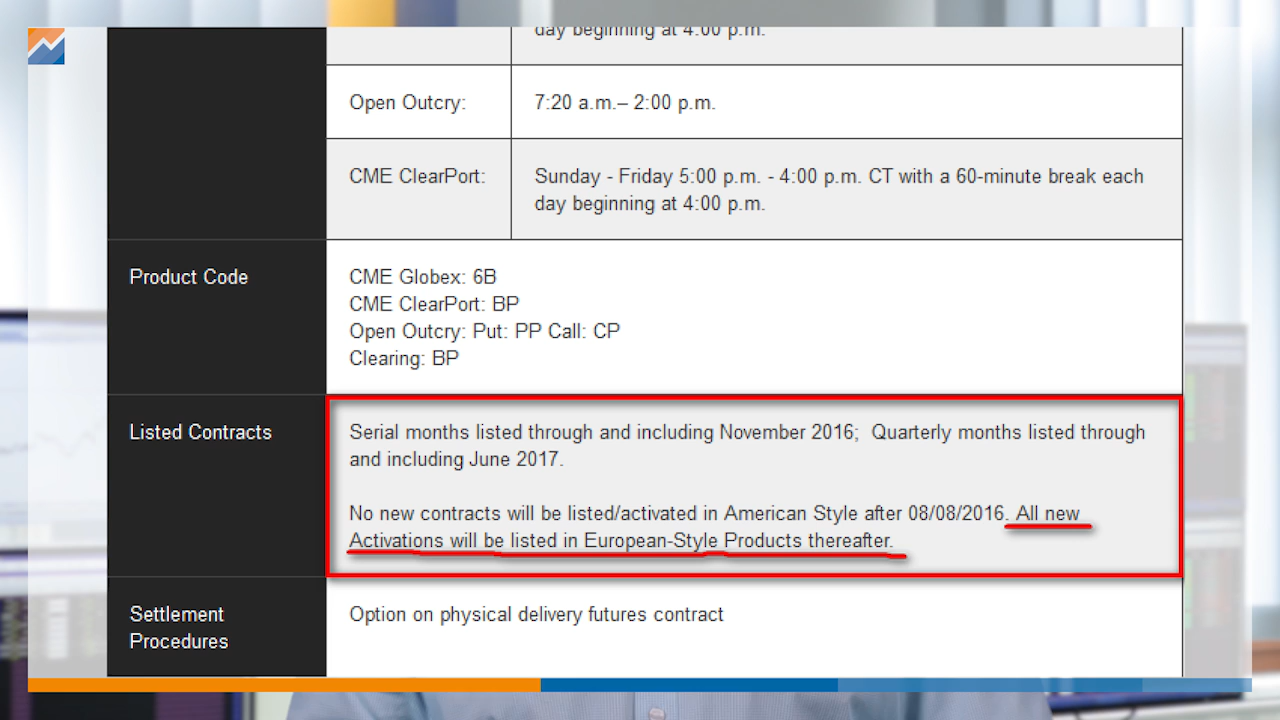 day beginning at 4:00 p.m.
Open Outcry:
7:20 a.m.– 2:00 p.m.
CME ClearPort:
Sunday - Friday 5:00 p.m. - 4:00 p.m. CT with a 60-minute break each
day beginning at 4:00 p.m.
Product Code
CME Globex: 6B
CME ClearPort: BP
Open Outcry: Put: PP Call: CP
Clearing: BP
Listed Contracts
Serial months listed through and including November 2016;  Quarterly months listed through
and including June 2017.
No new contracts will be listed/activated in American Style after 08/08/2016. All new
Activations will be listed in European-Style Products thereafter.
Settlement
Procedures
Option on physical delivery futures contract